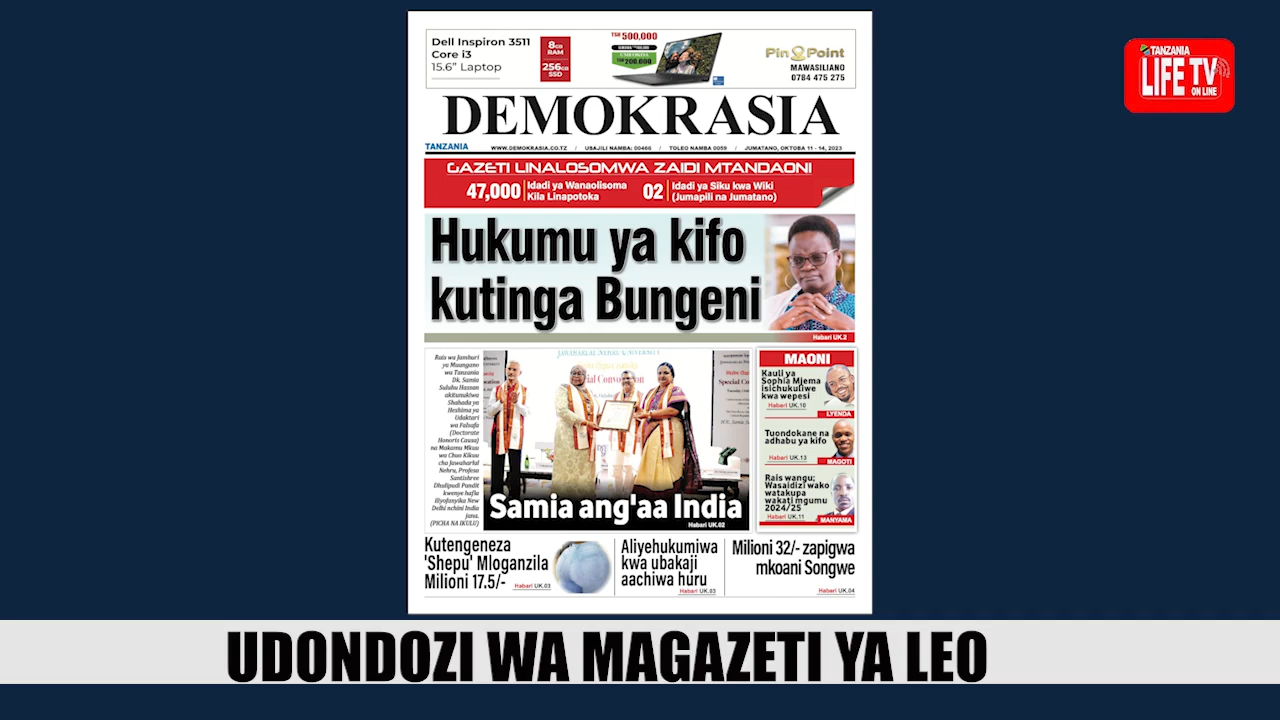 Dell Inspiron 3511
Core i3
15.6" Laptop
8GB
RAM
256GB
SSD
TSH 500,000
TSH 200,000
Pin Point
MAWASILIANO
0784 475 275
TANZANIA
LIFE TV
ON LINE
DEMOKRASIA
TANZANIA
WWW.DEMOKRASIA.CO.TZ / USAJILI NAMBA: 00466 / TOLEO NAMBA 0059 / JUMATANO, OKTOBA 11 - 14, 2023
GAZETI LINALOSOMWA ZAIDI MTANDAONI
47,000 Idadi ya Wanaolisoma
Kila Linapotoka
02 Idadi ya Siku kwa Wiki
(Jumapili na Jumatano)
Hukumu ya kifo
kutinga Bungeni
Habari UK.2
Rais wa Jamhuri
ya Muungano
wa Tanzania
Dk. Samia
Suluhu Hassan
akitunukiwa
Shahada ya
Heshima ya
Udaktari
wa Falsafa
(Doctorate
Honoris Causa)
na Makamu Mkuu
wa Chuo Kikuu
cha Jawaharlal
Nehru, Profesa
Santishree
Dhulipudi Pandit
kwenye hafla
iliyofanyika New
Delhi nchini India
jana.
(PICHA NA IKULU)
JAWAHARLAL NEHRU UNIVERSITY
Special Convocation
Samia ang'aa India
Habari UK.02
MAONI
Kauli ya
Sophia Mjema
isichukuliwe
kwa wepesi
Habari UK.10
LYENDA
Tuondokane na
adhabu ya kifo
Habari UK.13
MAGOTI
Rais wangu;
Wasaidizi wako
watakupa
wakati mgumu
2024/25
Habari UK.11
MANYAMA
Kutengeneza
'Shepu' Mloganzila
Milioni 17.5/-
Habari UK.03
Aliyehukumiwa
kwa ubakaji
aachiwa huru
Habari UK.03
Milioni 32/- zapigwa
mkoani Songwe
Habari UK.04
UDONDOZI WA MAGAZETI YA LEO